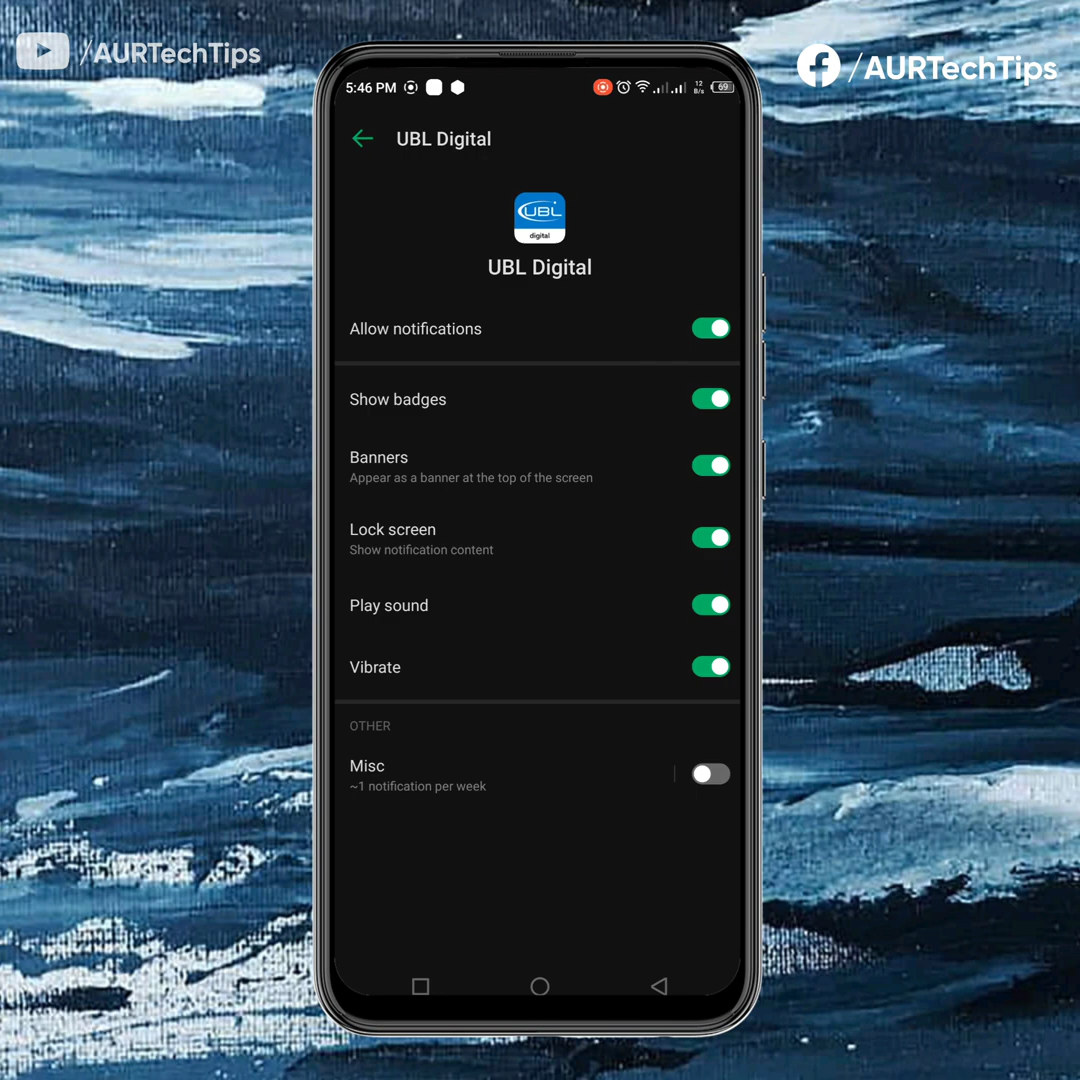 /AURTechTips
/AURTechTips
5:46 PM
12
B/s
69
UBL Digital
UBL
digital
UBL Digital
Allow notifications
Show badges
Banners
Appear as a banner at the top of the screen
Lock screen
Show notification content
Play sound
Vibrate
OTHER
Misc
~1 notification per week